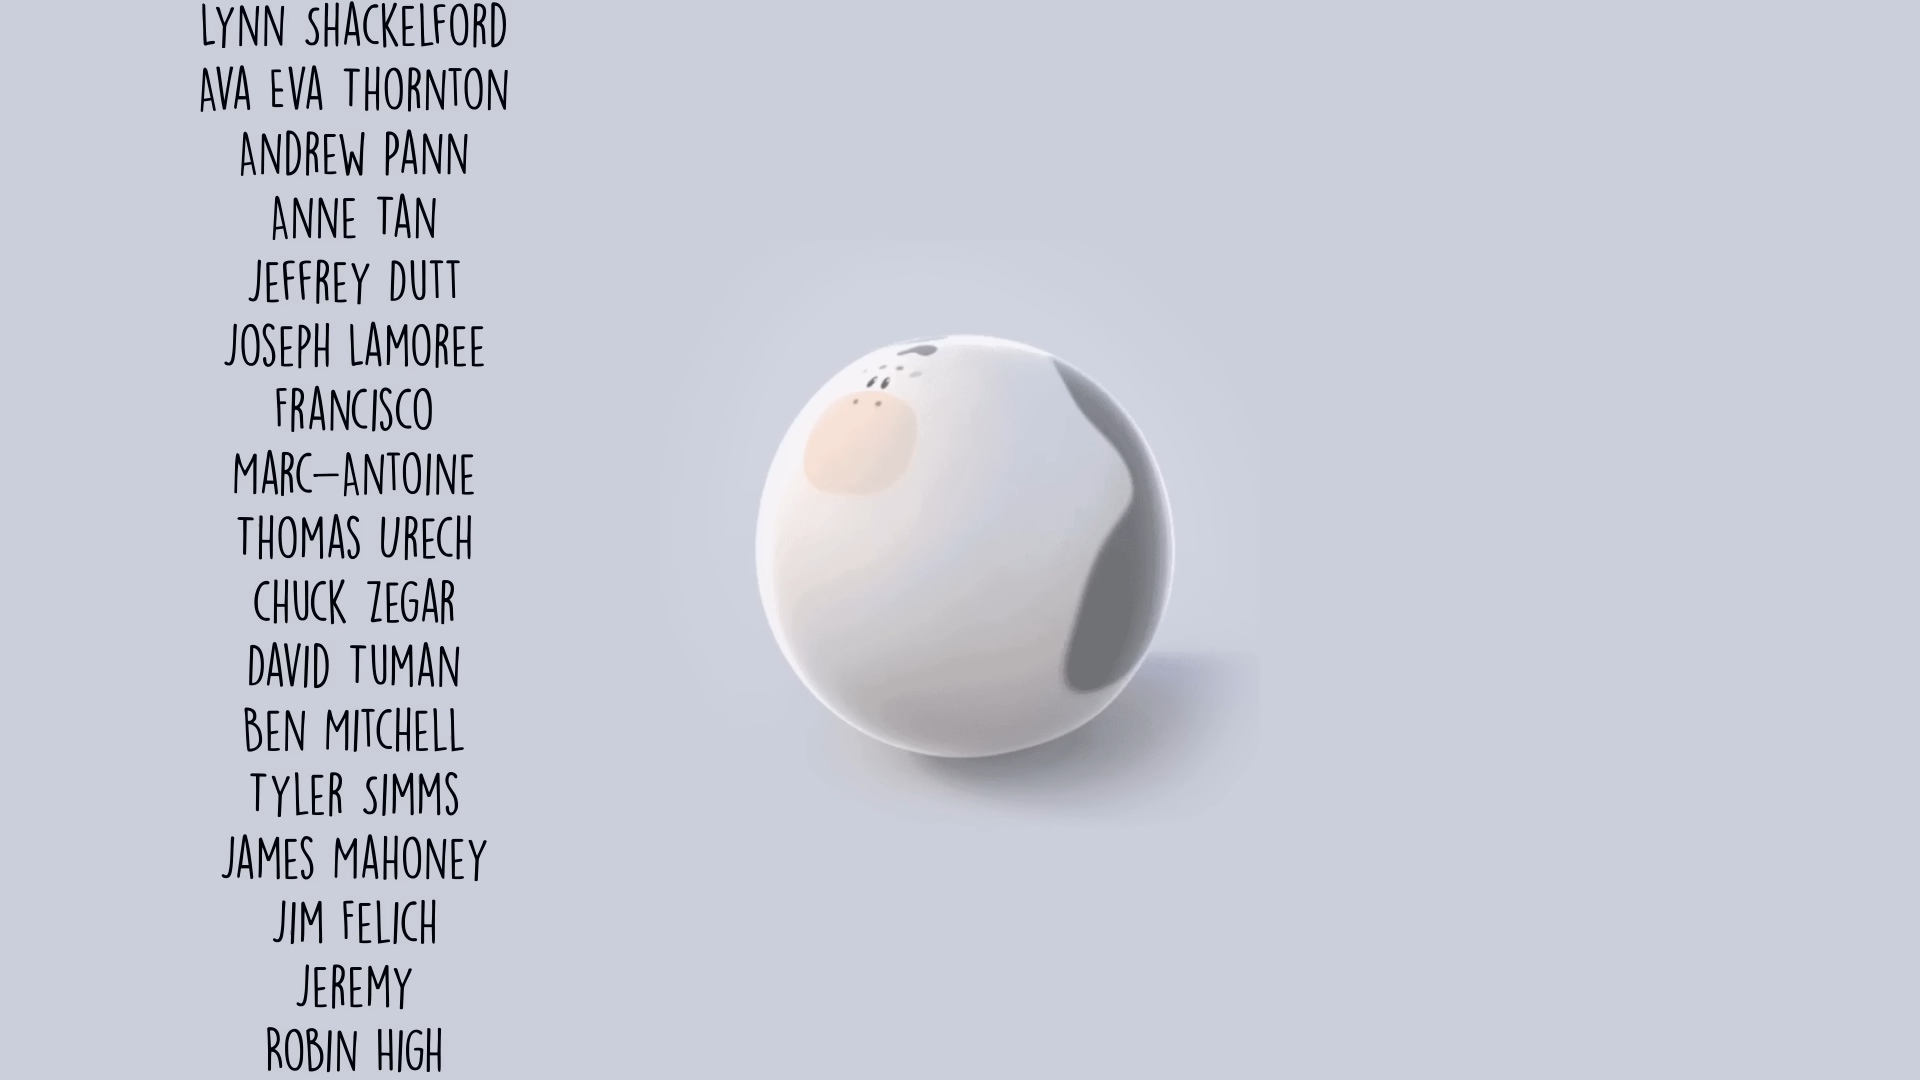 LYNN SHACKELFORD
AVA EVA THORNTON
ANDREW PANN
ANNE TAN
JEFFREY DUTT
JOSEPH LAMOREE
FRANCISCO
MARC-ANTOINE
THOMAS URECH
CHUCK ZEGAR
DAVID TUMAN
BEN MITCHELL
TYLER SIMMS
JAMES MAHONEY
JIM FELICH
JEREMY
ROBIN HIGH